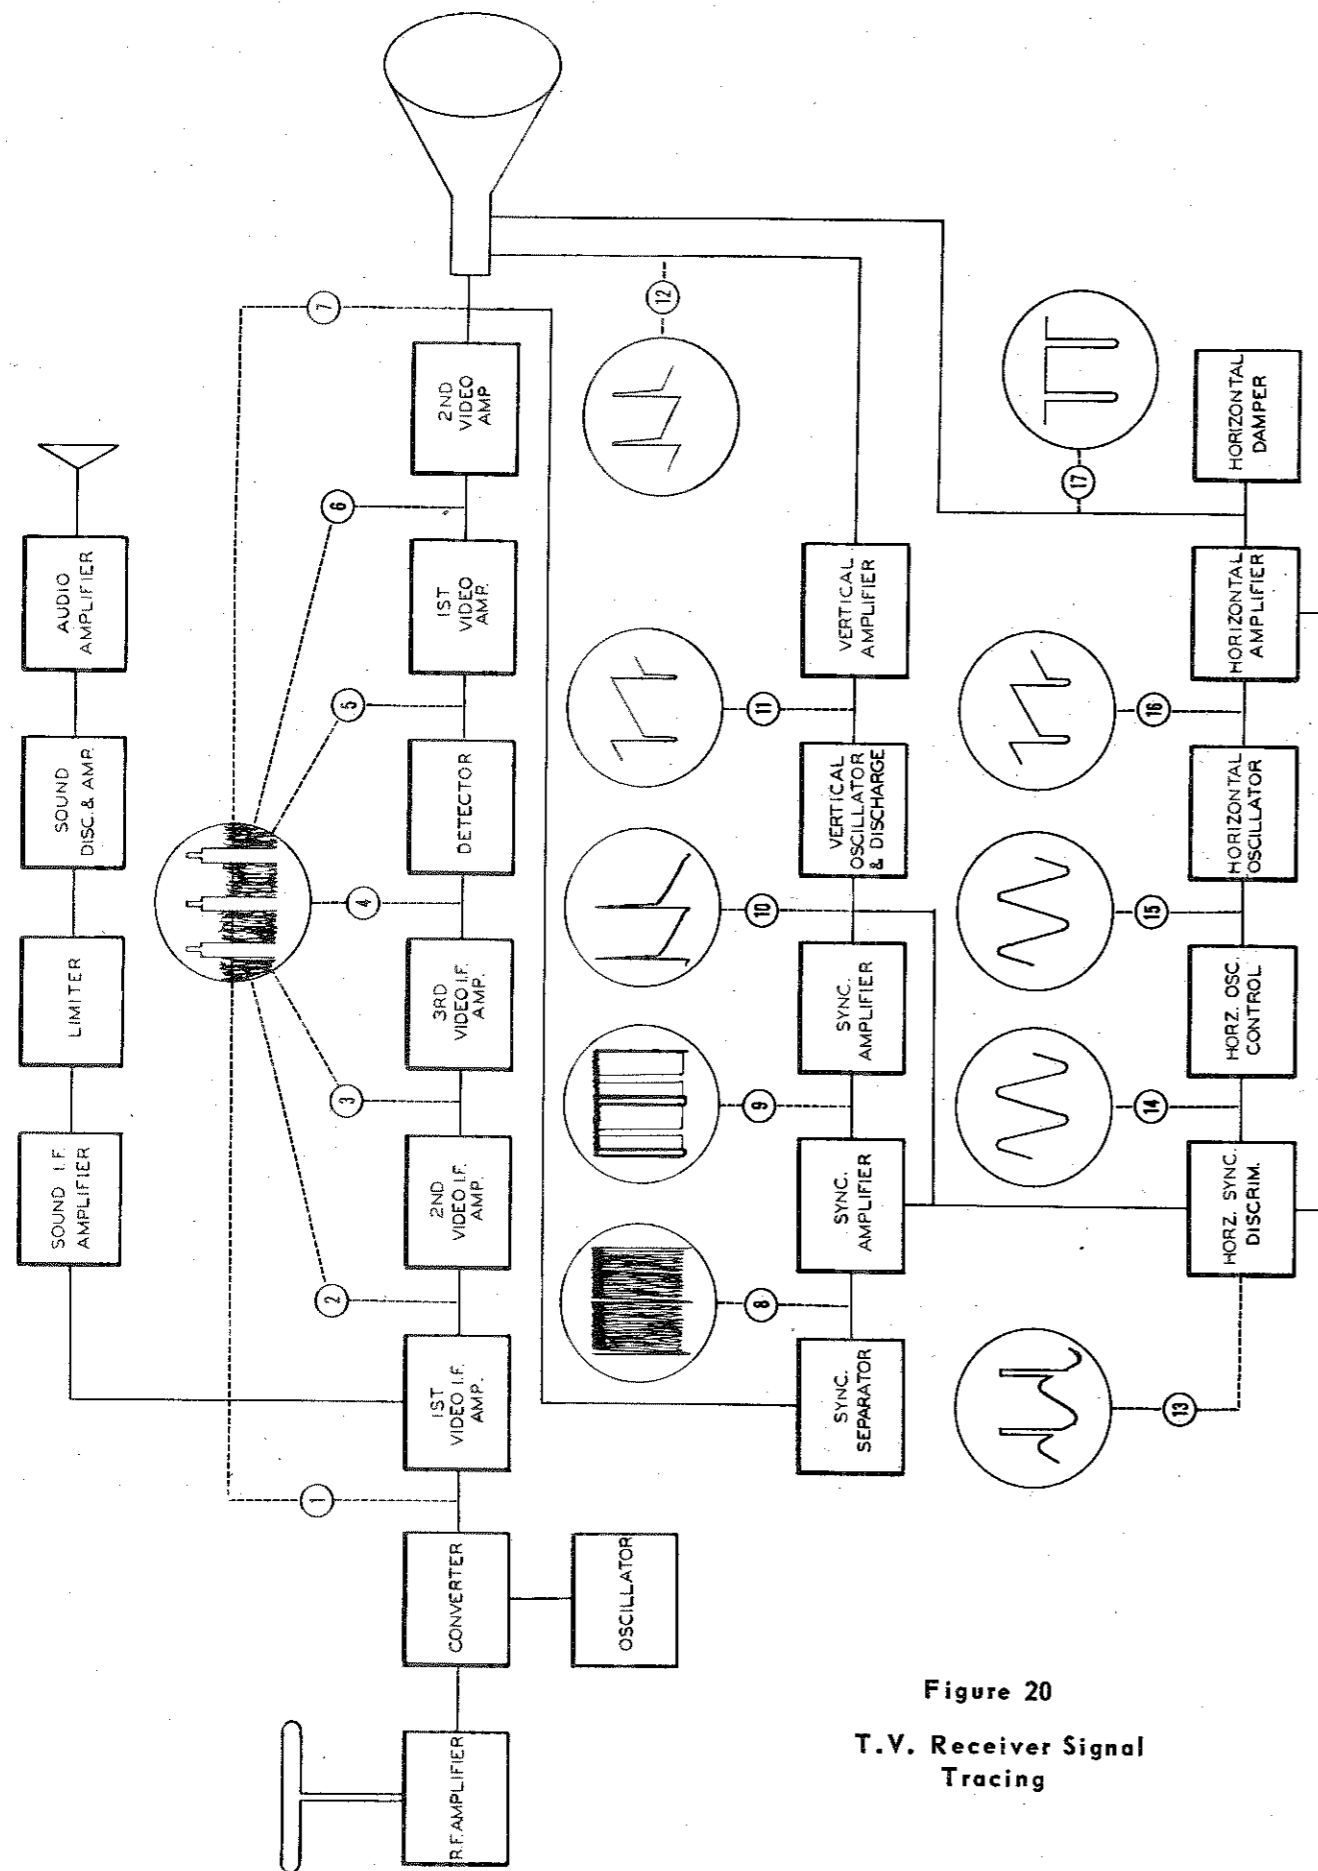 AUDIO
AMPLIFIER
SOUND
DISC. & AMP.
LIMITER
SOUND I.F.
AMPLIFIER
1
2
3
4
5
6
7
R.F. AMPLIFIER
CONVERTER
OSCILLATOR
1ST
VIDEO I.F.
AMP.
2ND
VIDEO I.F.
AMP.
3RD
VIDEO I.F.
AMP.
DETECTOR
1ST
VIDEO
AMP.
2ND
VIDEO
AMP
8
9
10
11
12
SYNC.
SEPARATOR
SYNC.
AMPLIFIER
SYNC.
AMPLIFIER
VERTICAL
OSCILLATOR
& DISCHARGE
VERTICAL
AMPLIFIER
13
14
15
16
17
HORZ. SYNC.
DISCRIM.
HORZ. OSC.
CONTROL
HORIZONTAL
OSCILLATOR
HORIZONTAL
AMPLIFIER
HORIZONTAL
DAMPER
Figure 20
T.V. Receiver Signal
Tracing